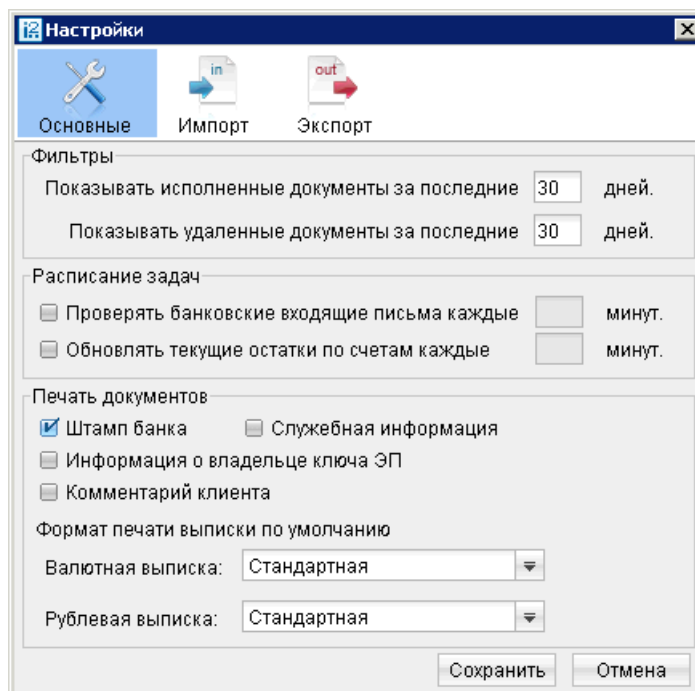 Настройки
in
out
Основные Импорт Экспорт
Фильтры
Показывать исполненные документы за последние 30 дней.
Показывать удаленные документы за последние 30 дней.
Расписание задач
Проверять банковские входящие письма каждые минут.
Обновлять текущие остатки по счетам каждые минут.
Печать документов
Штамп банка Служебная информация
Информация о владельце ключа ЭП
Комментарий клиента
Формат печати выписки по умолчанию
Валютная выписка: Стандартная
Рублевая выписка: Стандартная
Сохранить Отмена